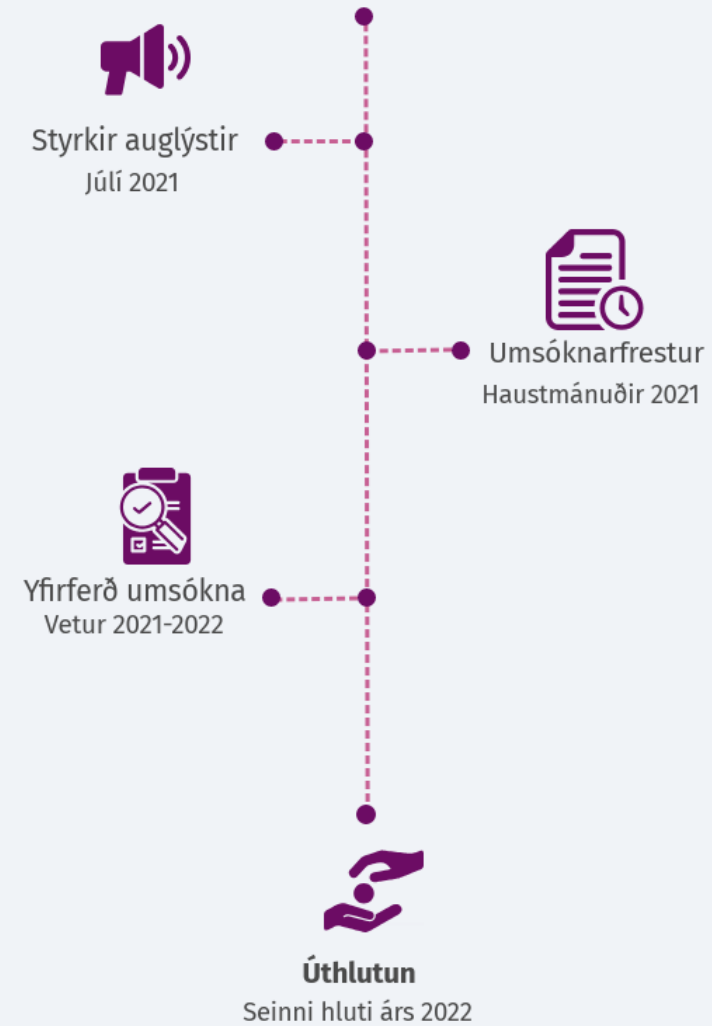 Styrkir auglýstir
Júlí 2021
Umsóknarfrestur
Haustmánuðir 2021
Yfirferð umsókna
Vetur 2021-2022
Úthlutun
Seinni hluti árs 2022